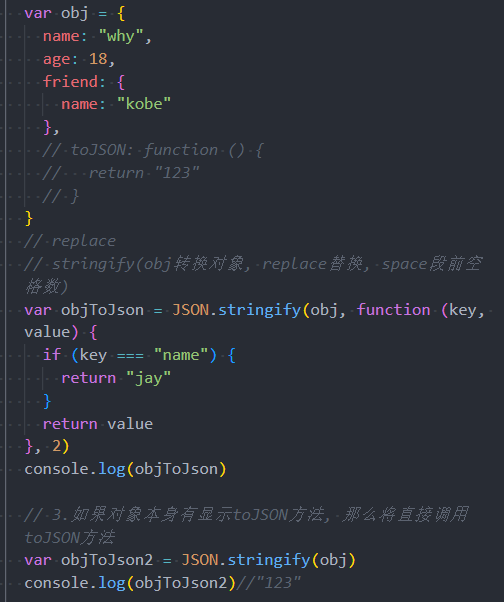 var obj = {
  name: "why",
  age: 18,
  friend: {
    name: "kobe"
  },
  // toJSON: function () {
  //   return "123"
  // }
}
// replace
// stringify(obj转换对象, replace替换, space段前空
格数)
var objToJson = JSON.stringify(obj, function (key,
value) {
  if (key === "name") {
    return "jay"
  }
  return value
}, 2)
console.log(objToJson)

// 3.如果对象本身有显示toJSON方法, 那么将直接调用
toJSON方法
var objToJson2 = JSON.stringify(obj)
console.log(objToJson2)//"123"